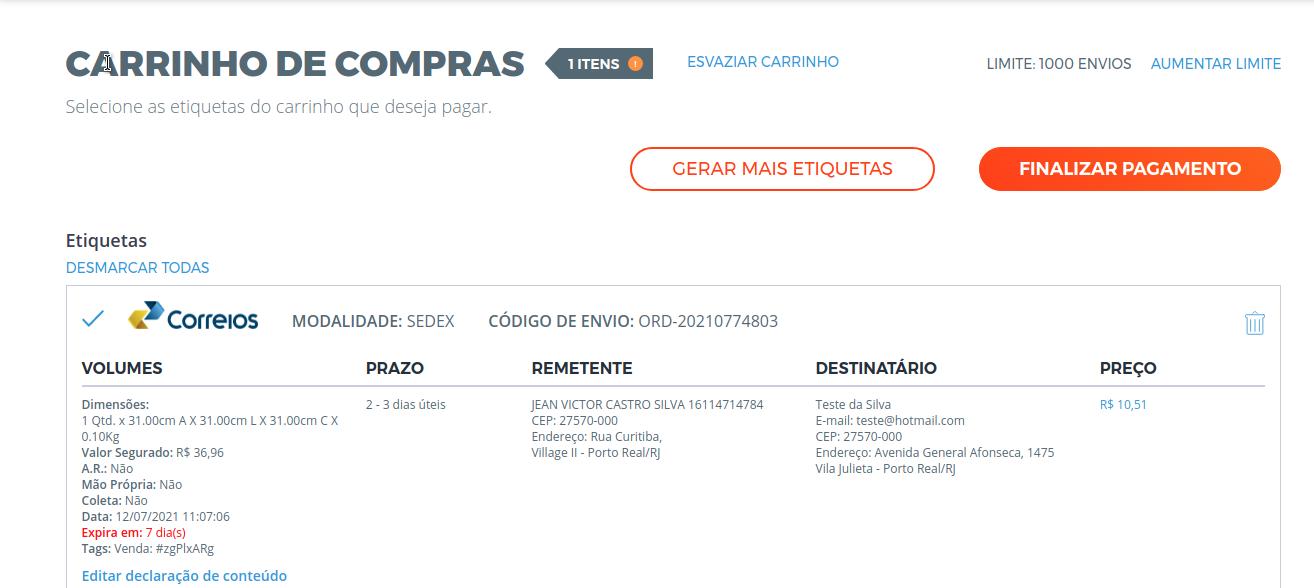 CARRINHO DE COMPRAS
1 ITENS !
ESVAZIAR CARRINHO
LIMITE: 1000 ENVIOS AUMENTAR LIMITE
Selecione as etiquetas do carrinho que deseja pagar.
GERAR MAIS ETIQUETAS
FINALIZAR PAGAMENTO
Etiquetas
DESMARCAR TODAS
Correios
MODALIDADE: SEDEX
CÓDIGO DE ENVIO: ORD-20210774803
VOLUMES
Dimensões:
1 Qtd. x 31.00cm A X 31.00cm L X 31.00cm C X
0.10Kg
Valor Segurado: R$ 36,96
A.R.: Não
Mão Própria: Não
Coleta: Não
Data: 12/07/2021 11:07:06
Expira em: 7 dia(s)
Tags: Venda: #zgPlxARg
Editar declaração de conteúdo
PRAZO
2 - 3 dias úteis
REMETENTE
JEAN VICTOR CASTRO SILVA 16114714784
CEP: 27570-000
Endereço: Rua Curitiba,
Village II - Porto Real/RJ
DESTINATÁRIO
Teste da Silva
E-mail: teste@hotmail.com
CEP: 27570-000
Endereço: Avenida General Afonseca, 1475
Vila Julieta - Porto Real/RJ
PREÇO
R$ 10,51